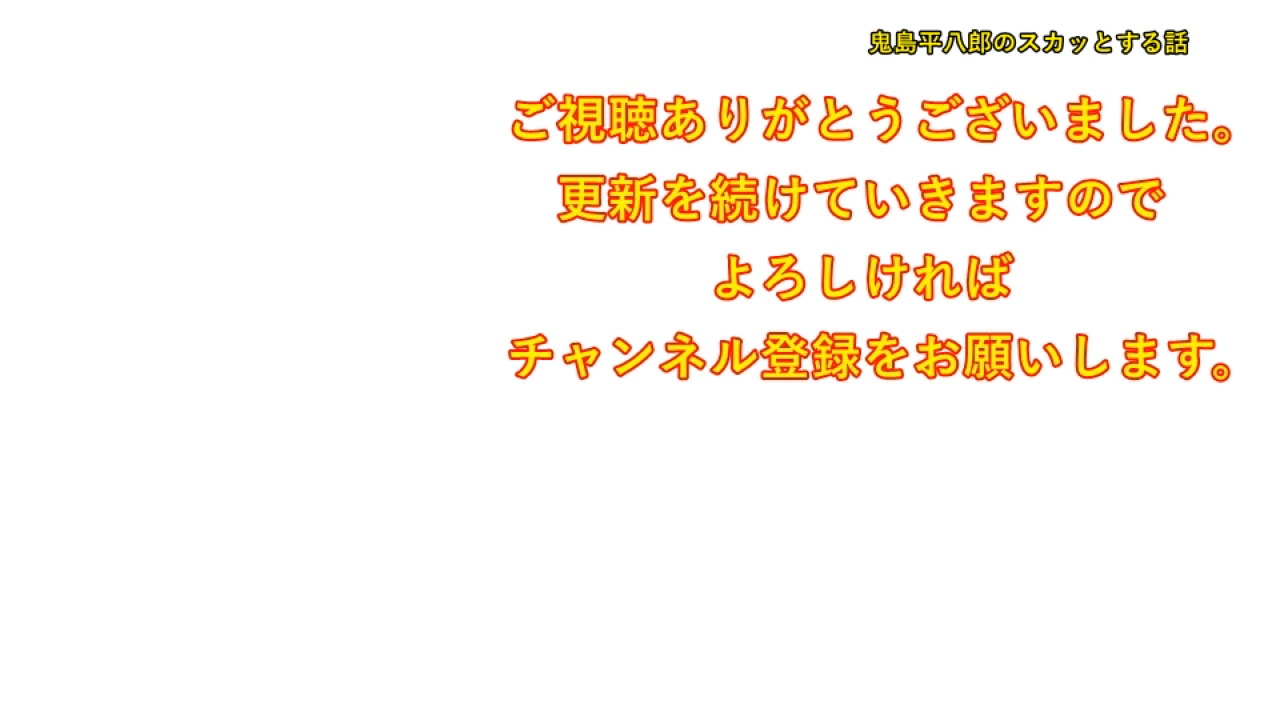 鬼島平八郎のスカッとする話
ご視聴ありがとうございました。
更新を続けていきますので
よろしければ
チャンネル登録をお願いします。